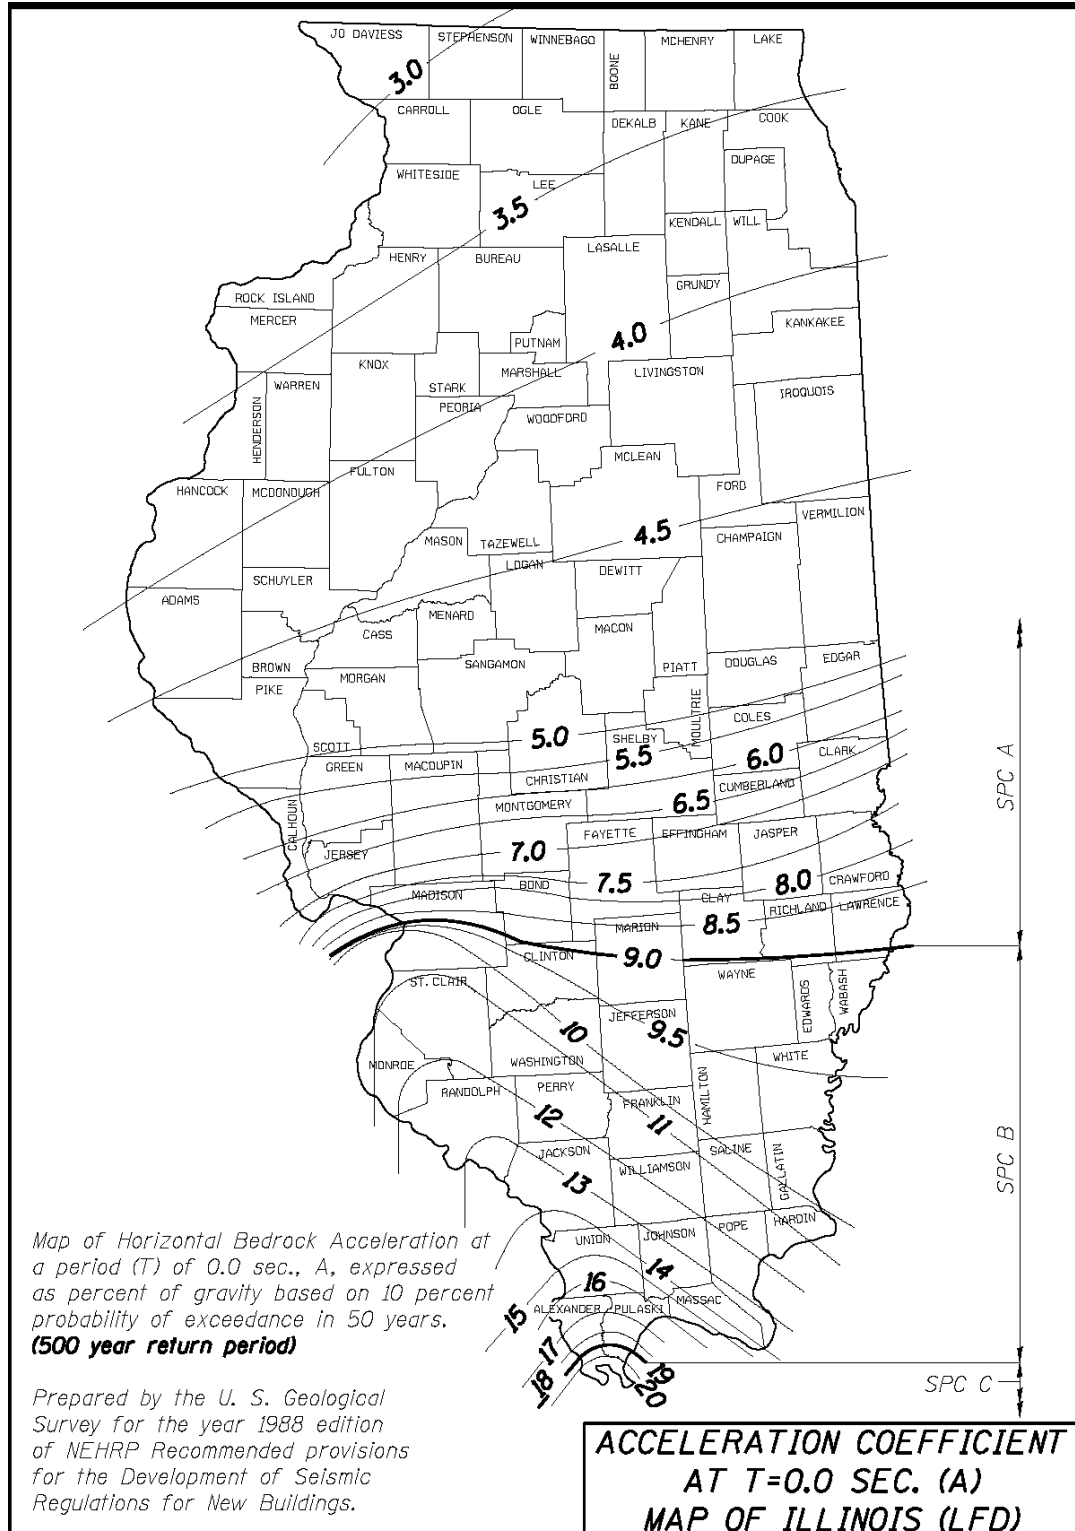 JO DAVIESS
STEPHENSON
WINNEBAGO
BOONE
MCHENRY
LAKE
3.0
CARROLL
OGLE
DEKALB
KANE
COOK
DUPAGE
WHITESIDE
LEE
3.5
KENDALL
WILL
HENRY
BUREAU
LASALLE
GRUNDY
ROCK ISLAND
MERCER
KANKAKEE
PUTNAM
4.0
KNOX
WARREN
STARK
MARSHALL
LIVINGSTON
IROQUOIS
HENDERSON
PEORIA
WOODFORD
FULTON
MCLEAN
HANCOCK
MCDONOUGH
FORD
VERMILION
4.5
MASON
TAZEWELL
CHAMPAIGN
LOGAN
DEWITT
SCHUYLER
ADAMS
MENARD
CASS
MACON
BROWN
SANGAMON
PIATT
DOUGLAS
EDGAR
PIKE
MORGAN
MOULTRIE
COLES
SCOTT
5.0
SHELBY
5.5
6.0
CLARK
GREEN
MACOUPIN
CHRISTIAN
CUMBERLAND
CALHOUN
MONTGOMERY
6.5
FAYETTE
EFFINGHAM
JASPER
JERSEY
7.0
7.5
8.0
CRAWFORD
MADISON
BOND
CLAY
RICHLAND
LAWRENCE
MARION
8.5
9.0
CLINTON
ST. CLAIR
WAYNE
EDWARDS
WABASH
10
JEFFERSON
9.5
MONROE
WASHINGTON
WHITE
RANDOLPH
PERRY
HAMILTON
12
FRANKLIN
11
JACKSON
SALINE
GALLATIN
13
WILLIAMSON
UNION
JOHNSON
POPE
HARDIN
14
16
15
ALEXANDER
PULASKI
MASSAC
17
18
19
20
SPC A
SPC B
SPC C
Map of Horizontal Bedrock Acceleration at
a period (T) of 0.0 sec., A, expressed
as percent of gravity based on 10 percent
probability of exceedance in 50 years.
(500 year return period)
Prepared by the U. S. Geological
Survey for the year 1988 edition
of NEHRP Recommended provisions
for the Development of Seismic
Regulations for New Buildings.
ACCELERATION COEFFICIENT
AT T=0.0 SEC. (A)
MAP OF ILLINOIS (LFD)